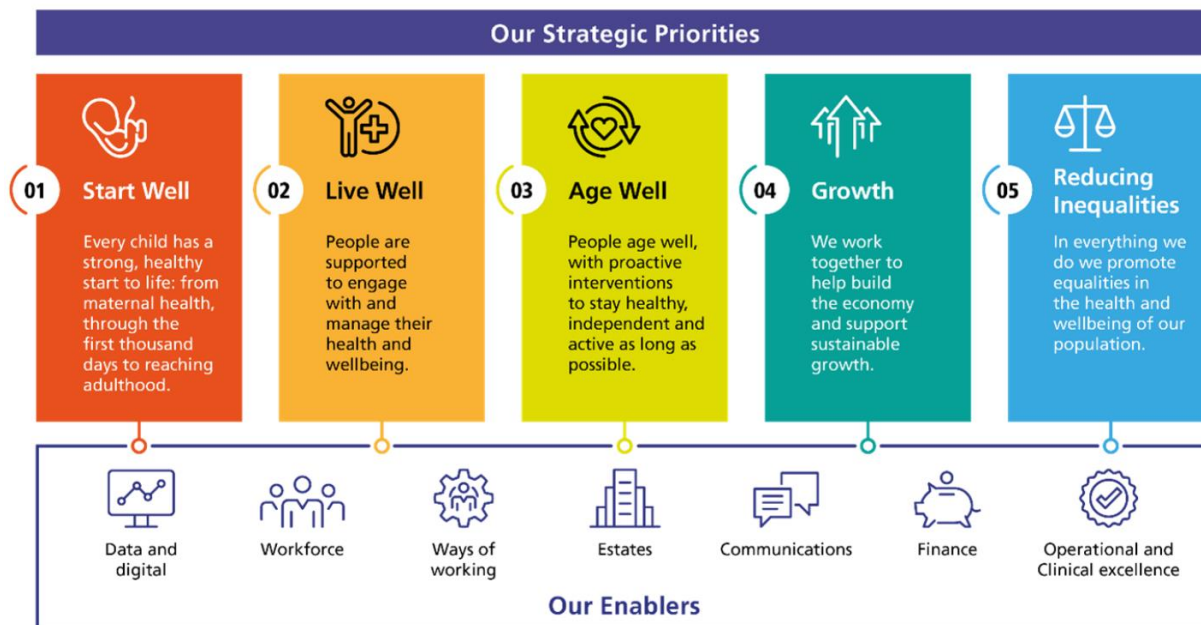 Our Strategic Priorities
01
Start Well
Every child has a
strong, healthy
start to life: from
maternal health,
through the
first thousand
days to reaching
adulthood.
02
Live Well
People are
supported
to engage
with and
manage their
health and
wellbeing.
03
Age Well
People age well,
with proactive
interventions
to stay healthy,
independent and
active as long as
possible.
04
Growth
We work
together to
help build
the economy
and support
sustainable
growth.
05
Reducing
Inequalities
In everything we
do we promote
equalities in
the health and
wellbeing of our
population.
Data and
digital
Workforce
Ways of
working
Estates
Communications
Finance
Operational and
Clinical excellence
Our Enablers